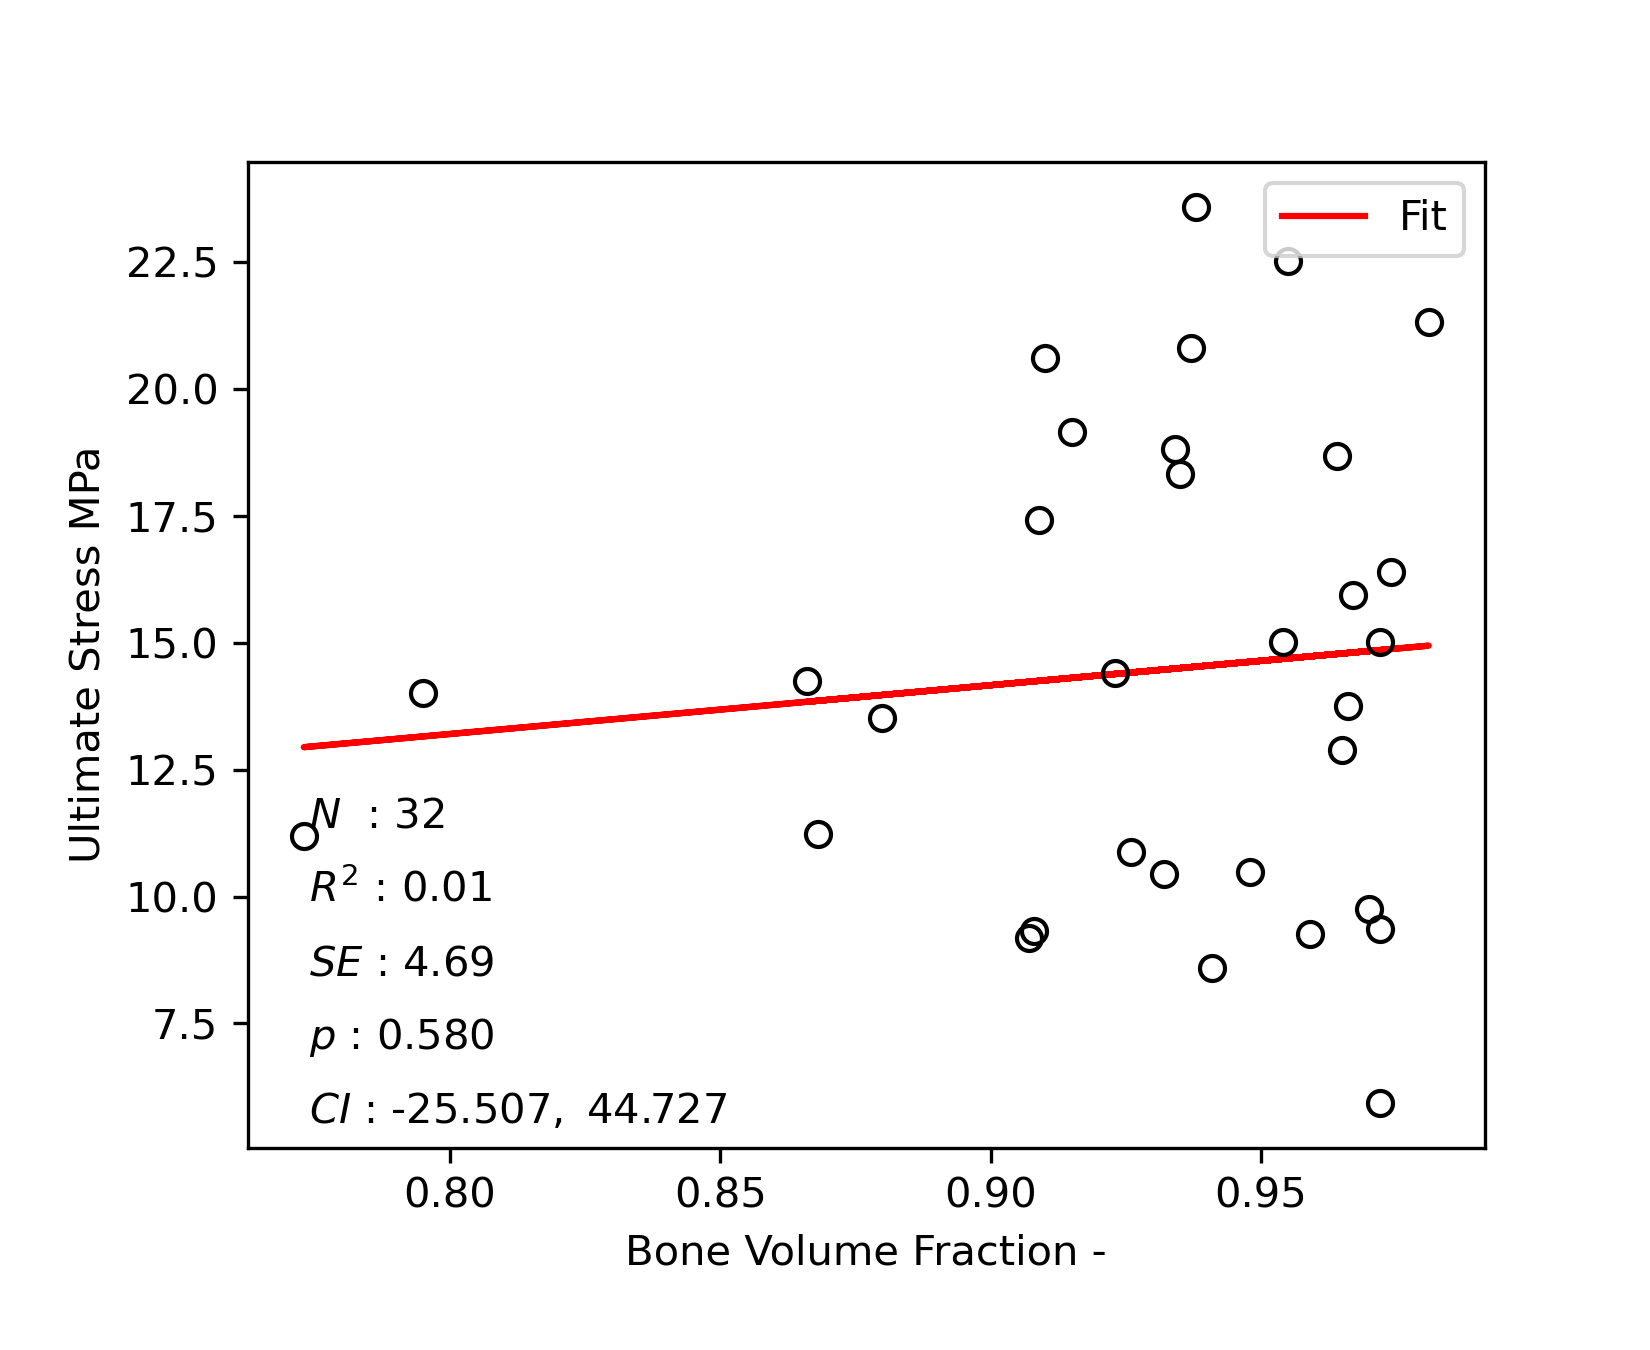 Fit
22.5
20.0
17.5
15.0
12.5
10.0
7.5
Ultimate Stress MPa
N : 32
R² : 0.01
SE : 4.69
p : 0.580
CI : -25.507, 44.727
0.80 0.85 0.90 0.95
Bone Volume Fraction -